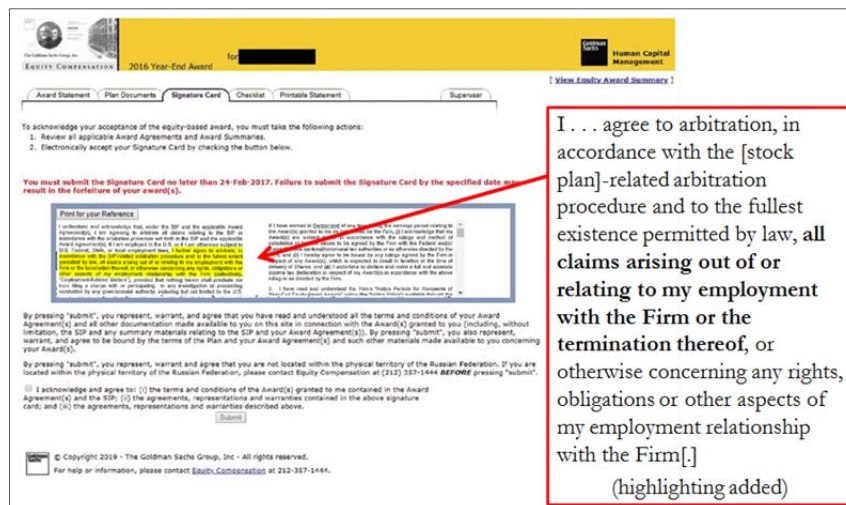 The Goldman Sachs Group, Inc.
EQUITY COMPENSATION
2016 Year-End Award
for
Goldman
Sachs
Human Capital
Management
[ View Equity Award Summary ]
Award Statement
Plan Documents
Signature Card
Checklist
Printable Statement
Superuser
To acknowledge your acceptance of the equity-based award, you must take the following actions:
1. Review all applicable Award Agreements and Award Summaries.
2. Electronically accept your Signature Card by checking the button below.
You must submit the Signature Card no later than 24-Feb-2017. Failure to submit the Signature Card by the specified date may
result in the forfeiture of your award(s).
Print for your Reference
By pressing "submit", you represent, warrant, and agree that you have read and understood all the terms and conditions of your Award
Agreement(s) and all other documentation made available to you on this site in connection with the Award(s) granted to you (including, without
limitation, the SIP and any summary materials relating to the SIP and your Award Agreement(s)). By pressing "submit", you also represent,
warrant, and agree to be bound by the terms of the Plan and your Award Agreement(s) and such other materials made available to you concerning
your Award(s).
By pressing "submit", you represent, warrant and agree that you are not located within the physical territory of the Russian Federation. If you are
located within the physical territory of the Russian Federation, please contact Equity Compensation at (212) 357-1444 BEFORE pressing "submit".
I acknowledge and agree to: (i) the terms and conditions of the Award(s) granted to me contained in the Award
Agreement(s) and the SIP; (ii) the agreements, representations and warranties contained in the above signature
card; and (iii) the agreements, representations and warranties described above.
Submit
Goldman
Sachs
© Copyright 2019 - The Goldman Sachs Group, Inc - All rights reserved.
For help or information, please contact Equity Compensation at 212-357-1444.
I . . . agree to arbitration, in
accordance with the [stock
plan]-related arbitration
procedure and to the fullest
existence permitted by law, all
claims arising out of or
relating to my employment
with the Firm or the
termination thereof, or
otherwise concerning any rights,
obligations or other aspects of
my employment relationship
with the Firm[.]
(highlighting added)